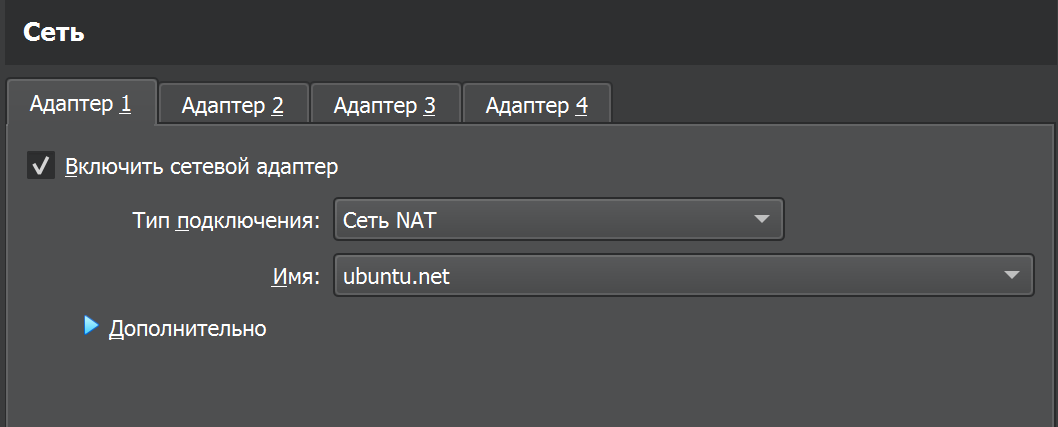 Сеть
Адаптер 1 Адаптер 2 Адаптер 3 Адаптер 4
Включить сетевой адаптер
Тип подключения: Сеть NAT
Имя: ubuntu.net
Дополнительно